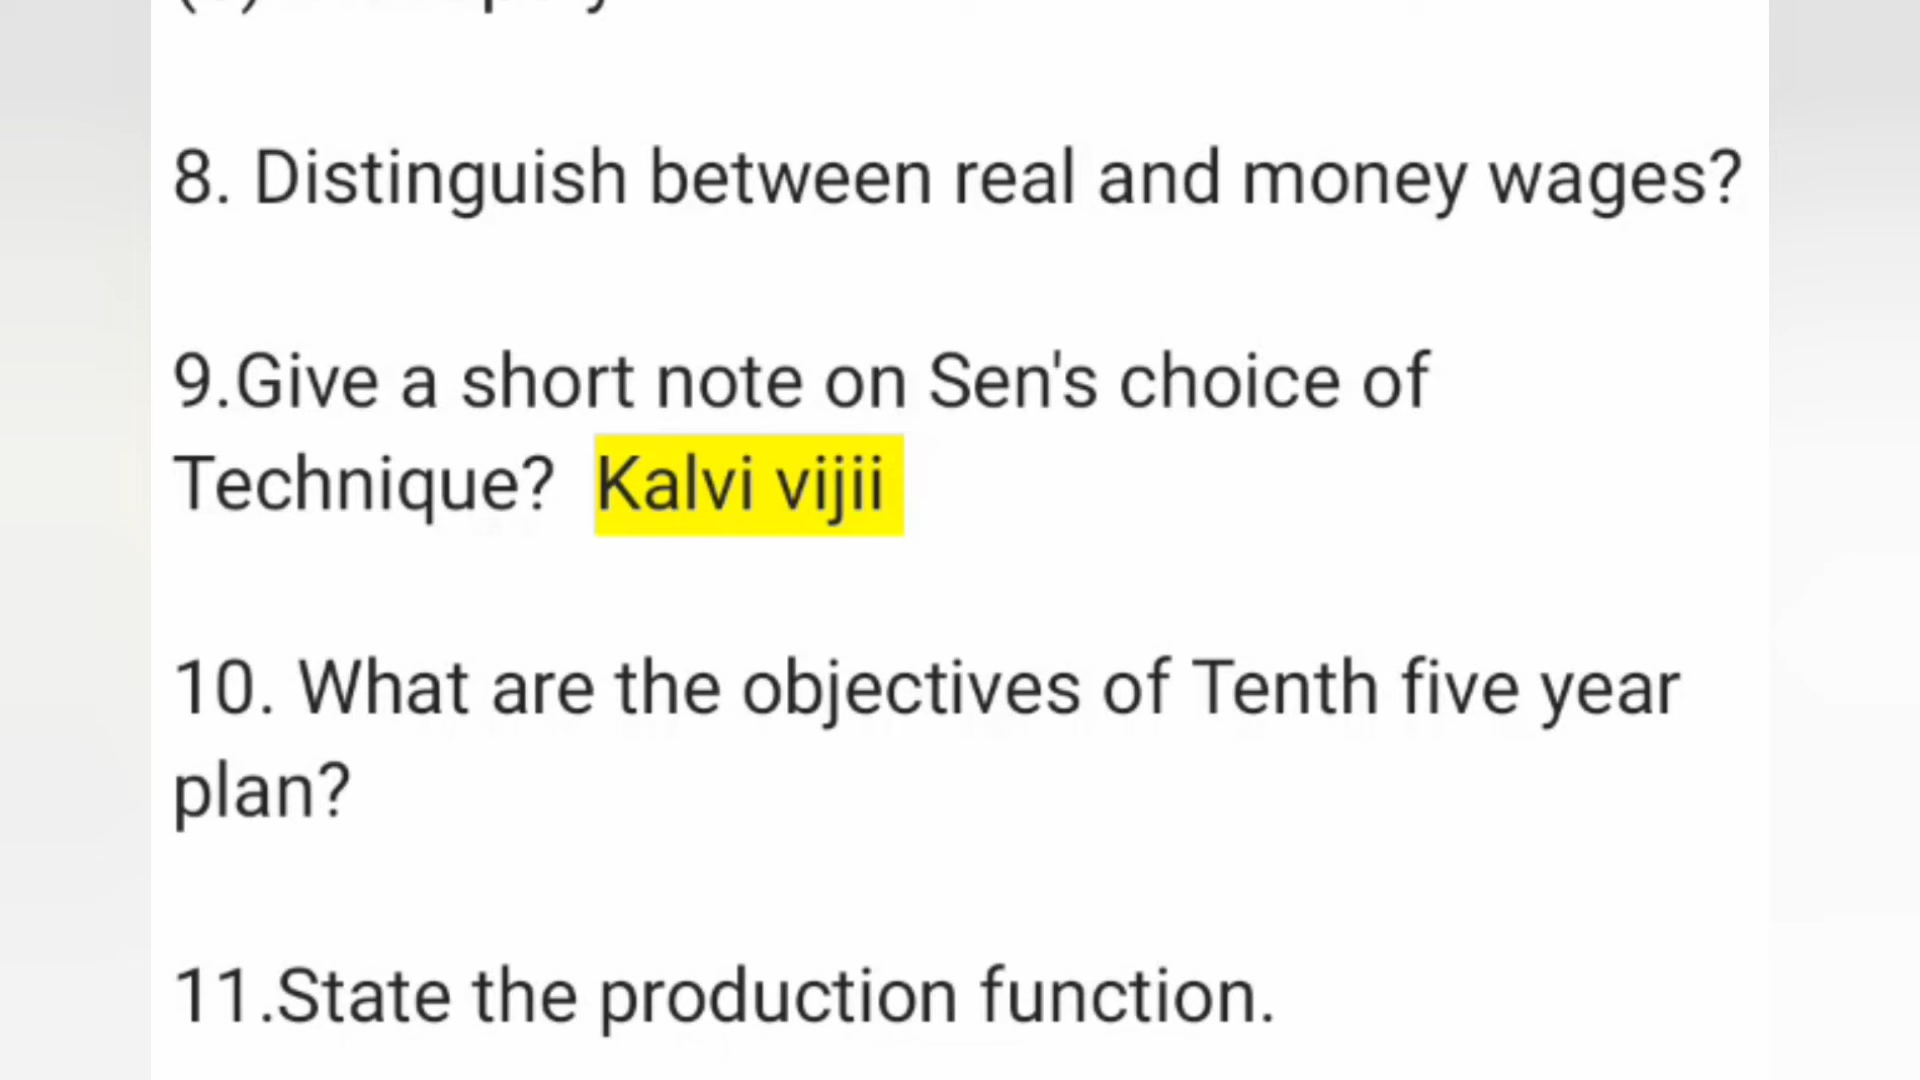 8. Distinguish between real and money wages?
9.Give a short note on Sen's choice of
Technique? Kalvi vijii
10. What are the objectives of Tenth five year
plan?
11.State the production function.